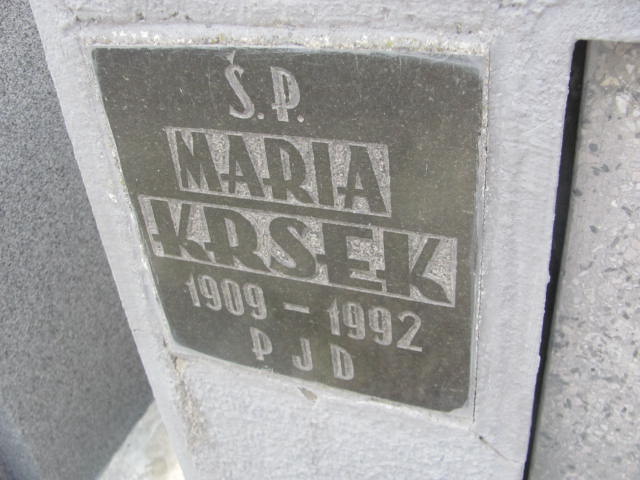 Ś.P.
MARIA
KRSEK
1909 - 1992
P J D